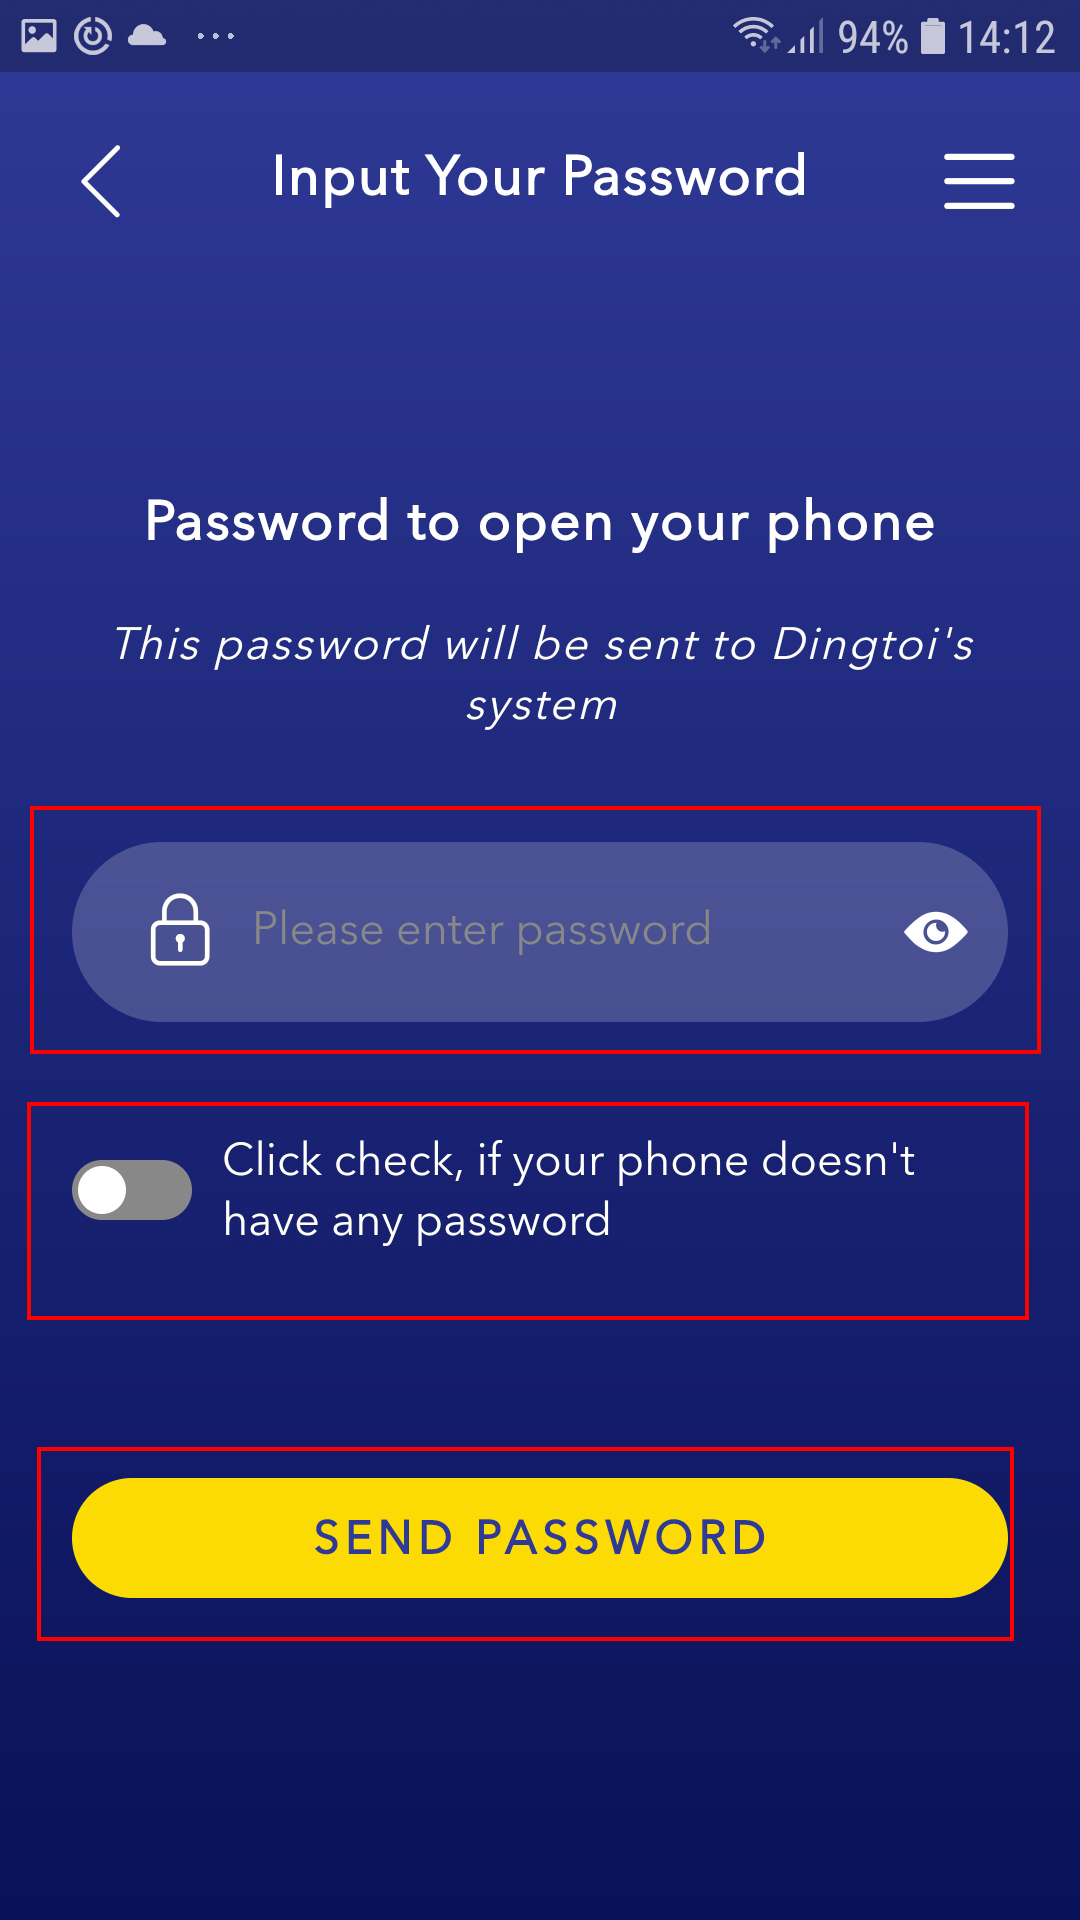 94% 14:12
Input Your Password
Password to open your phone
This password will be sent to Dingtoi's
system
Please enter password
Click check, if your phone doesn't
have any password
SEND PASSWORD